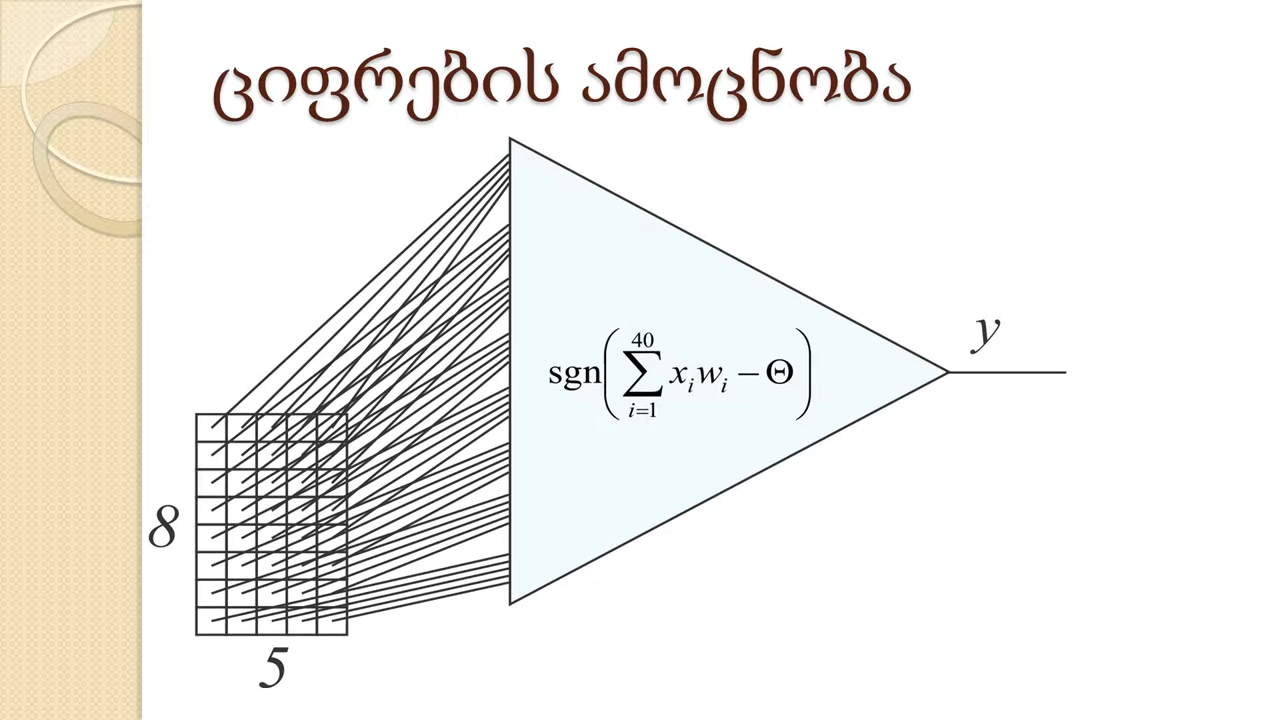 ციფრების ამოცნობა
y
sgn(∑_{i=1}^{40} x_i w_i − Θ)
8
5